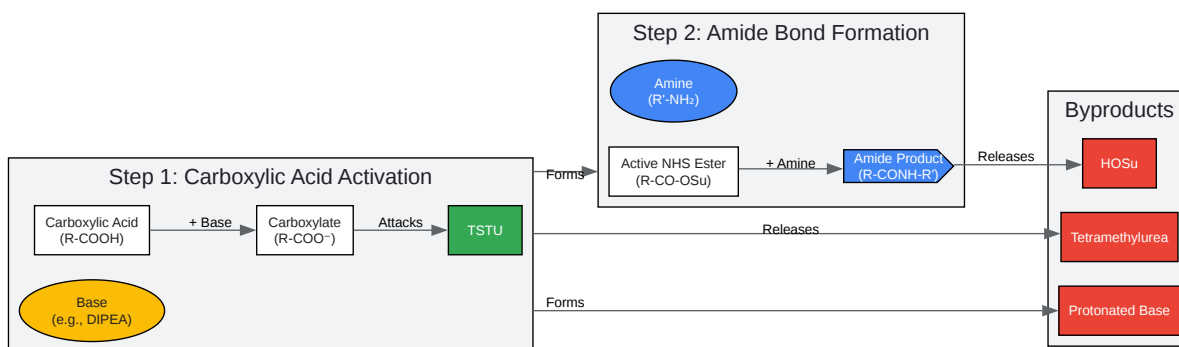 Step 2: Amide Bond Formation
Amine
(R'-NH₂)
Active NHS Ester
(R-CO-OSu)
+ Amine
Amide Product
(R-CONH-R')
Releases
Byproducts
HOSu
Tetramethylurea
Protonated Base
Step 1: Carboxylic Acid Activation
Forms
Carboxylic Acid
(R-COOH)
+ Base
Carboxylate
(R-COO⁻)
Attacks
TSTU
Releases
Base
(e.g., DIPEA)
Forms